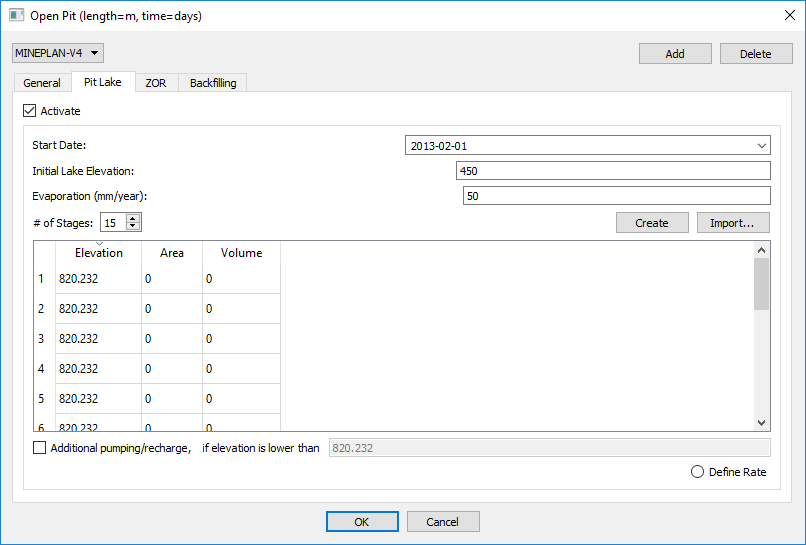 Open Pit (length=m, time=days)
MINEPLAN-V4 Add Delete
General Pit Lake ZOR Backfilling
Activate
Start Date: 2013-02-01
Initial Lake Elevation: 450
Evaporation (mm/year): 50
# of Stages: 15 Create Import...
Elevation Area Volume
1 820.232 0 0
2 820.232 0 0
3 820.232 0 0
4 820.232 0 0
5 820.232 0 0
6 820.232 0 0
Additional pumping/recharge, if elevation is lower than 820.232
Define Rate
OK Cancel